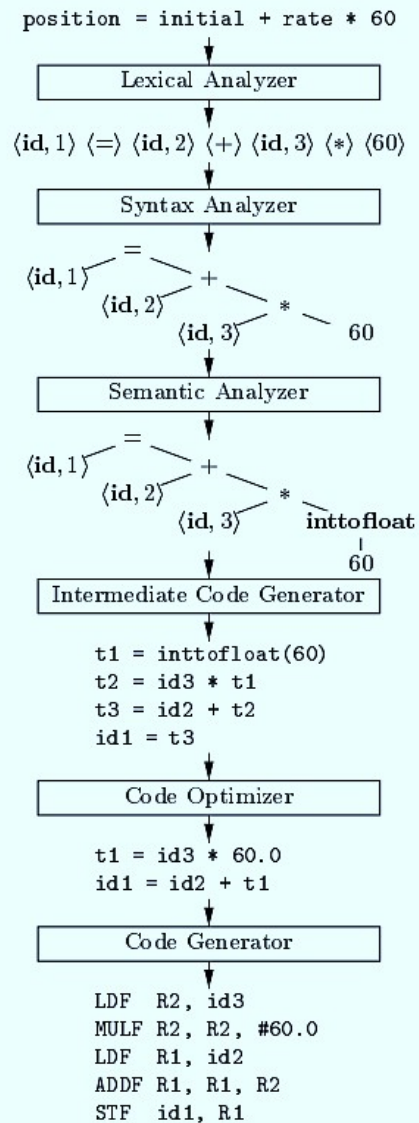 position = initial + rate * 60
Lexical Analyzer
⟨id, 1⟩ ⟨=⟩ ⟨id, 2⟩ ⟨+⟩ ⟨id, 3⟩ ⟨*⟩ ⟨60⟩
Syntax Analyzer
=
⟨id, 1⟩ +
⟨id, 2⟩ *
⟨id, 3⟩ 60
Semantic Analyzer
=
⟨id, 1⟩ +
⟨id, 2⟩ *
⟨id, 3⟩ inttofloat
60
Intermediate Code Generator
t1 = inttofloat(60)
t2 = id3 * t1
t3 = id2 + t2
id1 = t3
Code Optimizer
t1 = id3 * 60.0
id1 = id2 + t1
Code Generator
LDF R2, id3
MULF R2, R2, #60.0
LDF R1, id2
ADDF R1, R1, R2
STF id1, R1